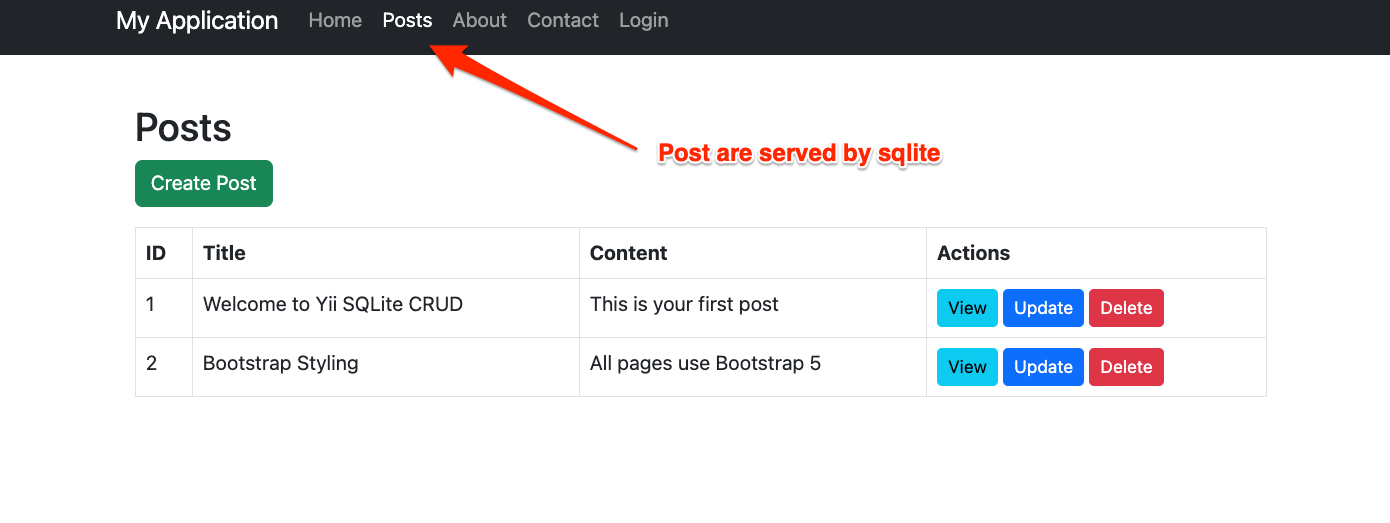 My Application Home Posts About Contact Login
Posts
Post are served by sqlite
Create Post
ID Title Content Actions
1 Welcome to Yii SQLite CRUD This is your first post View Update Delete
2 Bootstrap Styling All pages use Bootstrap 5 View Update Delete